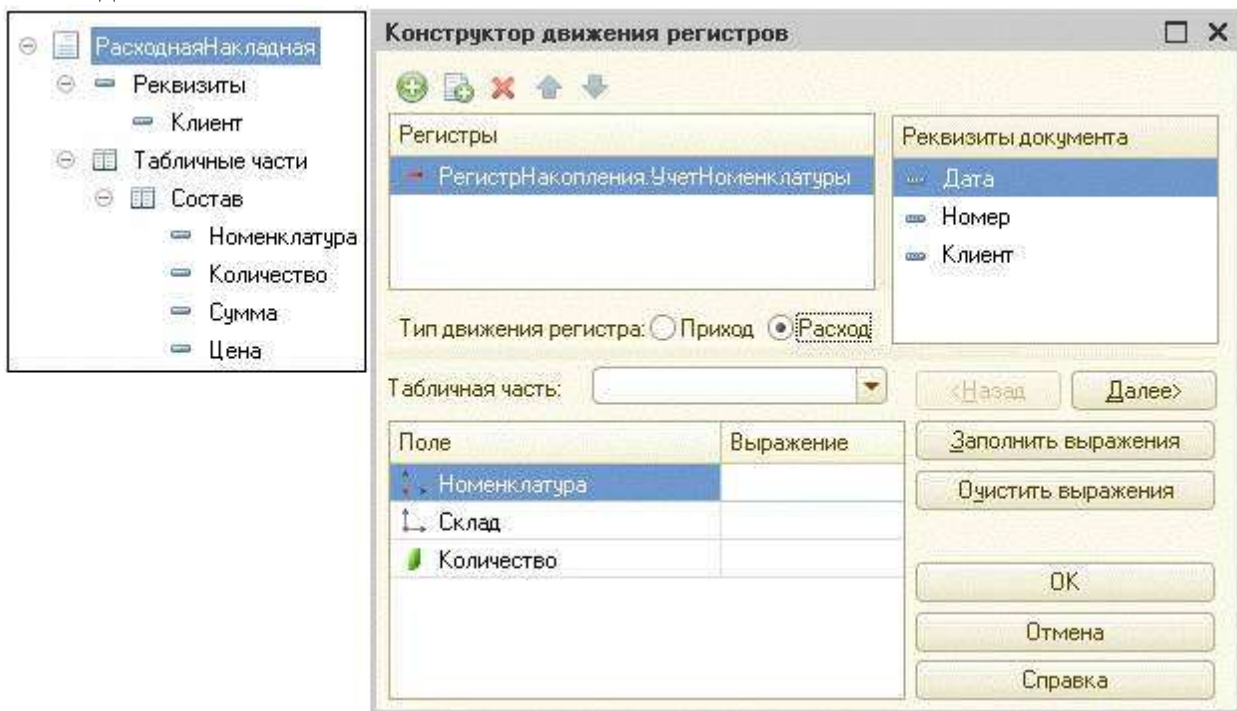 РасходнаяНакладная
Реквизиты
Клиент
Табличные части
Состав
Номенклатура
Количество
Сумма
Цена
Конструктор движения регистров
Регистры
РегистрНакопления.УчетНоменклатуры
Реквизиты документа
Дата
Номер
Клиент
Тип движения регистра: Приход Расход
Табличная часть:
<Назад Далее>
Поле Выражение
Номенклатура
Склад
Количество
Заполнить выражения
Очистить выражения
OK
Отмена
Справка